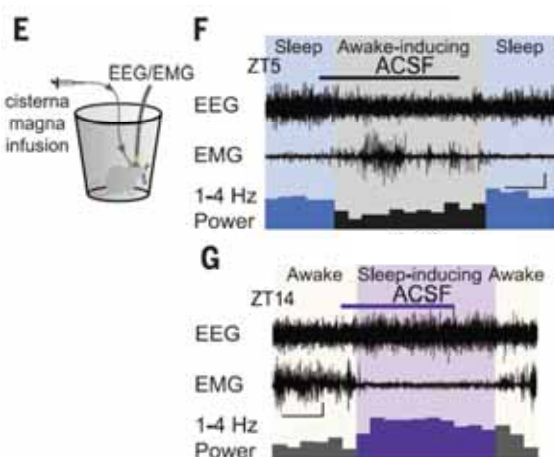 E
EEG/EMG
cisterna
magna
infusion
F
Sleep Awake-inducing Sleep
ZT5 ACSF
EEG
EMG
1-4 Hz
Power
G
Awake Sleep-inducing Awake
ZT14 ACSF
EEG
EMG
1-4 Hz
Power